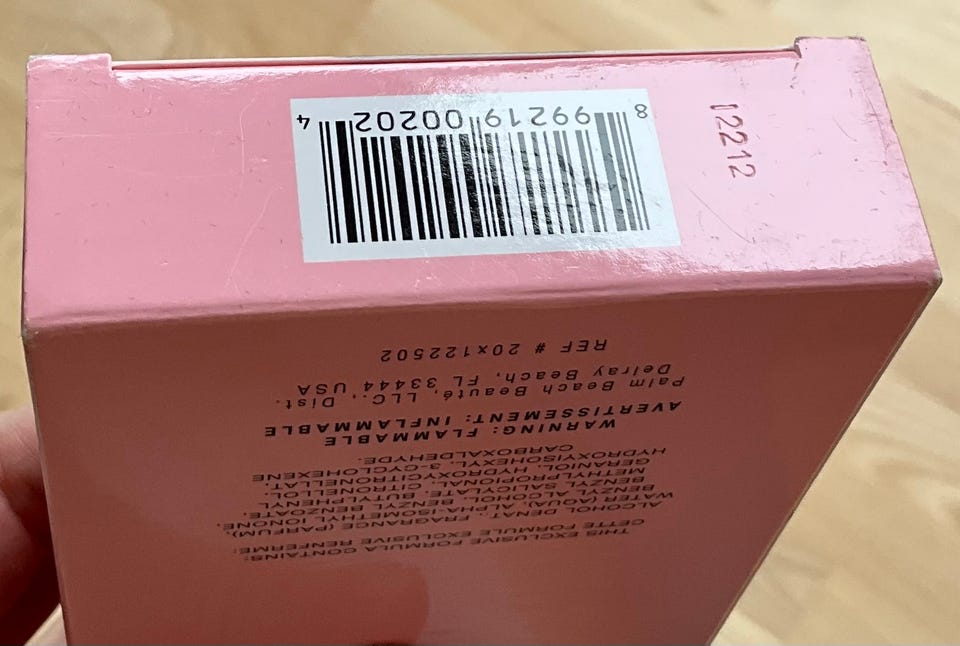 THIS EXCLUSIVE FORMULA CONTAINS:
CETTE FORMULE EXCLUSIVE RENFERME:
ALCOHOL DENAT., FRAGRANCE (PARFUM),
WATER (AQUA), ALPHA-ISOMETHYL IONONE,
BENZYL ALCOHOL, BENZYL BENZOATE,
BENZYL SALICYLATE, BUTYLPHENYL
METHYLPROPIONAL, CITRONELLOL,
GERANIOL, HYDROXYCITRONELLAL,
HYDROXYISOHEXYL 3-CYCLOHEXENE
CARBOXALDEHYDE.
WARNING: FLAMMABLE
AVERTISSEMENT: INFLAMMABLE
Palm Beach Beauté, LLC., Dist.
Delray Beach, FL 33444 USA
REF # 20x122502
8 99219 00202 4
12212